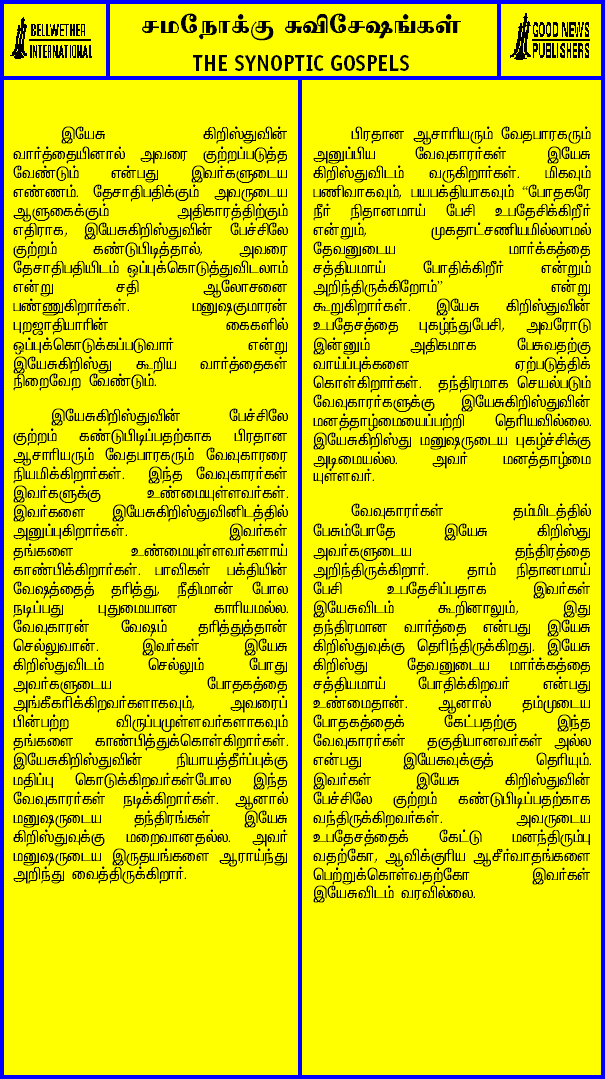 BELLWETHER
INTERNATIONAL
சமநோக்கு சுவிசேஷங்கள்
THE SYNOPTIC GOSPELS
GOOD NEWS
PUBLISHERS
இயேசு கிறிஸ்துவின்
வார்த்தையினால் அவரை குற்றப்படுத்த
வேண்டும் என்பது இவர்களுடைய
எண்ணம். தேசாதிபதிக்கும் அவருடைய
ஆளுகைக்கும் அதிகாரத்திற்கும்
எதிராக, இயேசுகிறிஸ்துவின் பேச்சிலே
குற்றம் கண்டுபிடித்தால், அவரை
தேசாதிபதியிடம் ஒப்புக்கொடுத்துவிடலாம்
என்று சதி ஆலோசனை
பண்ணுகிறார்கள். மனுஷகுமாரன்
புறஜாதியாரின் கைகளில்
ஒப்புக்கொடுக்கப்படுவார் என்று
இயேசுகிறிஸ்து கூறிய வார்த்தைகள்
நிறைவேற வேண்டும்.
இயேசுகிறிஸ்துவின் பேச்சிலே
குற்றம் கண்டுபிடிப்பதற்காக பிரதான
ஆசாரியரும் வேதபாரகரும் வேவுகாரரை
நியமிக்கிறார்கள். இந்த வேவுகாரர்கள்
இவர்களுக்கு உண்மையுள்ளவர்கள்.
இவர்களை இயேசுகிறிஸ்துவினிடத்தில்
அனுப்புகிறார்கள். இவர்கள்
தங்களை உண்மையுள்ளவர்களாய்
காண்பிக்கிறார்கள். பாவிகள் பக்தியின்
வேஷத்தைத் தரித்து, நீதிமான் போல
நடிப்பது புதுமையான காரியமல்ல.
வேவுகாரன் வேஷம் தரித்துத்தான்
செல்லுவான். இவர்கள் இயேசு
கிறிஸ்துவிடம் செல்லும் போது
அவர்களுடைய போதகத்தை
அங்கீகரிக்கிறவர்களாகவும், அவரைப்
பின்பற்ற விருப்பமுள்ளவர்களாகவும்
தங்களை காண்பித்துக்கொள்கிறார்கள்.
இயேசுகிறிஸ்துவின் நியாயத்தீர்ப்புக்கு
மதிப்பு கொடுக்கிறவர்கள்போல இந்த
வேவுகாரர்கள் நடிக்கிறார்கள். ஆனால்
மனுஷருடைய தந்திரங்கள் இயேசு
கிறிஸ்துவுக்கு மறைவானதல்ல. அவர்
மனுஷருடைய இருதயங்களை ஆராய்ந்து
அறிந்து வைத்திருக்கிறார்.
பிரதான ஆசாரியரும் வேதபாரகரும்
அனுப்பிய வேவுகாரர்கள் இயேசு
கிறிஸ்துவிடம் வருகிறார்கள். மிகவும்
பணிவாகவும், பயபக்தியாகவும் “போதகரே
நீர் நிதானமாய் பேசி உபதேசிக்கிறீர்
என்றும், முகதாட்சணியமில்லாமல்
தேவனுடைய மார்க்கத்தை
சத்தியமாய் போதிக்கிறீர் என்றும்
அறிந்திருக்கிறோம்” என்று
கூறுகிறார்கள். இயேசு கிறிஸ்துவின்
உபதேசத்தை புகழ்ந்துபேசி, அவரோடு
இன்னும் அதிகமாக பேசுவதற்கு
வாய்ப்புக்களை ஏற்படுத்திக்
கொள்கிறார்கள். தந்திரமாக செயல்படும்
வேவுகாரர்களுக்கு இயேசுகிறிஸ்துவின்
மனத்தாழ்மையைப்பற்றி தெரியவில்லை.
இயேசுகிறிஸ்து மனுஷருடைய புகழ்ச்சிக்கு
அடிமையல்ல. அவர் மனத்தாழ்மை
யுள்ளவர்.
வேவுகாரர்கள் தம்மிடத்தில்
பேசும்போதே இயேசு கிறிஸ்து
அவர்களுடைய தந்திரத்தை
அறிந்திருக்கிறார். தாம் நிதானமாய்
பேசி உபதேசிப்பதாக இவர்கள்
இயேசுவிடம் கூறினாலும், இது
தந்திரமான வார்த்தை என்பது இயேசு
கிறிஸ்துவுக்கு தெரிந்திருக்கிறது. இயேசு
கிறிஸ்து தேவனுடைய மார்க்கத்தை
சத்தியமாய் போதிக்கிறவர் என்பது
உண்மைதான். ஆனால் தம்முடைய
போதகத்தைக் கேட்பதற்கு இந்த
வேவுகாரர்கள் தகுதியானவர்கள் அல்ல
என்பது இயேசுவுக்குத் தெரியும்.
இவர்கள் இயேசு கிறிஸ்துவின்
பேச்சிலே குற்றம் கண்டுபிடிப்பதற்காக
வந்திருக்கிறவர்கள். அவருடைய
உபதேசத்தைக் கேட்டு மனந்திரும்பு
வதற்கோ, ஆவிக்குரிய ஆசீர்வாதங்களை
பெற்றுக்கொள்வதற்கோ இவர்கள்
இயேசுவிடம் வரவில்லை.